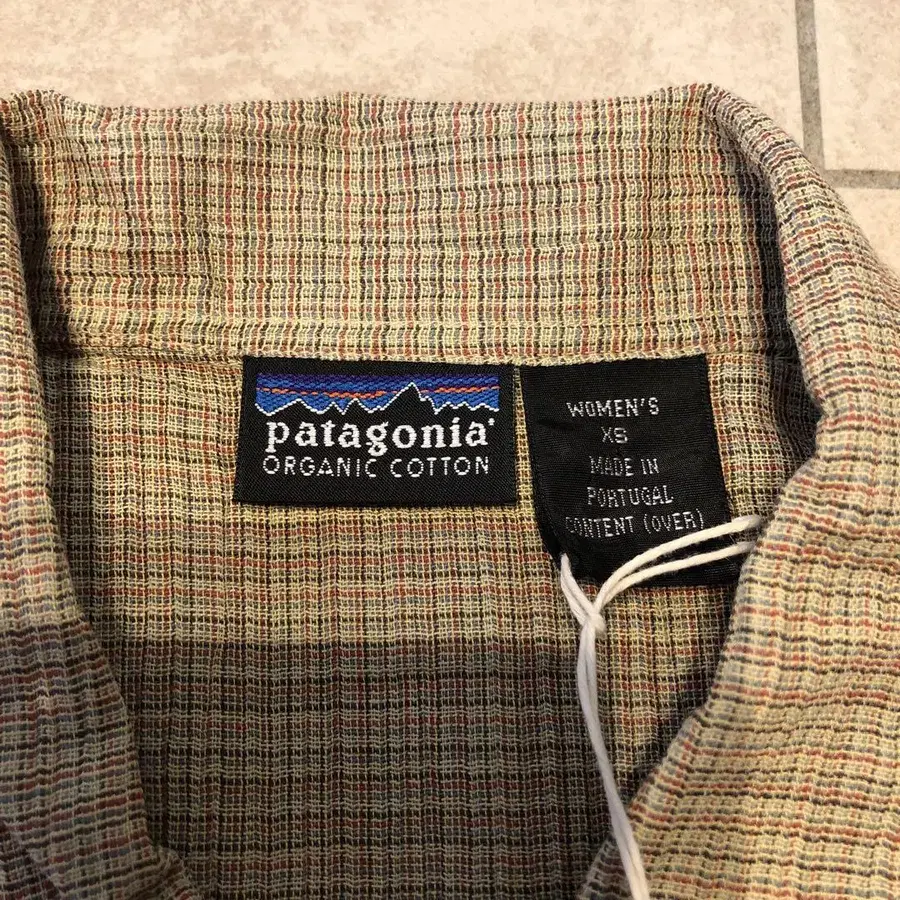 patagonia®
ORGANIC COTTON
WOMEN'S
XS
MADE IN
PORTUGAL
CONTENT (OVER)